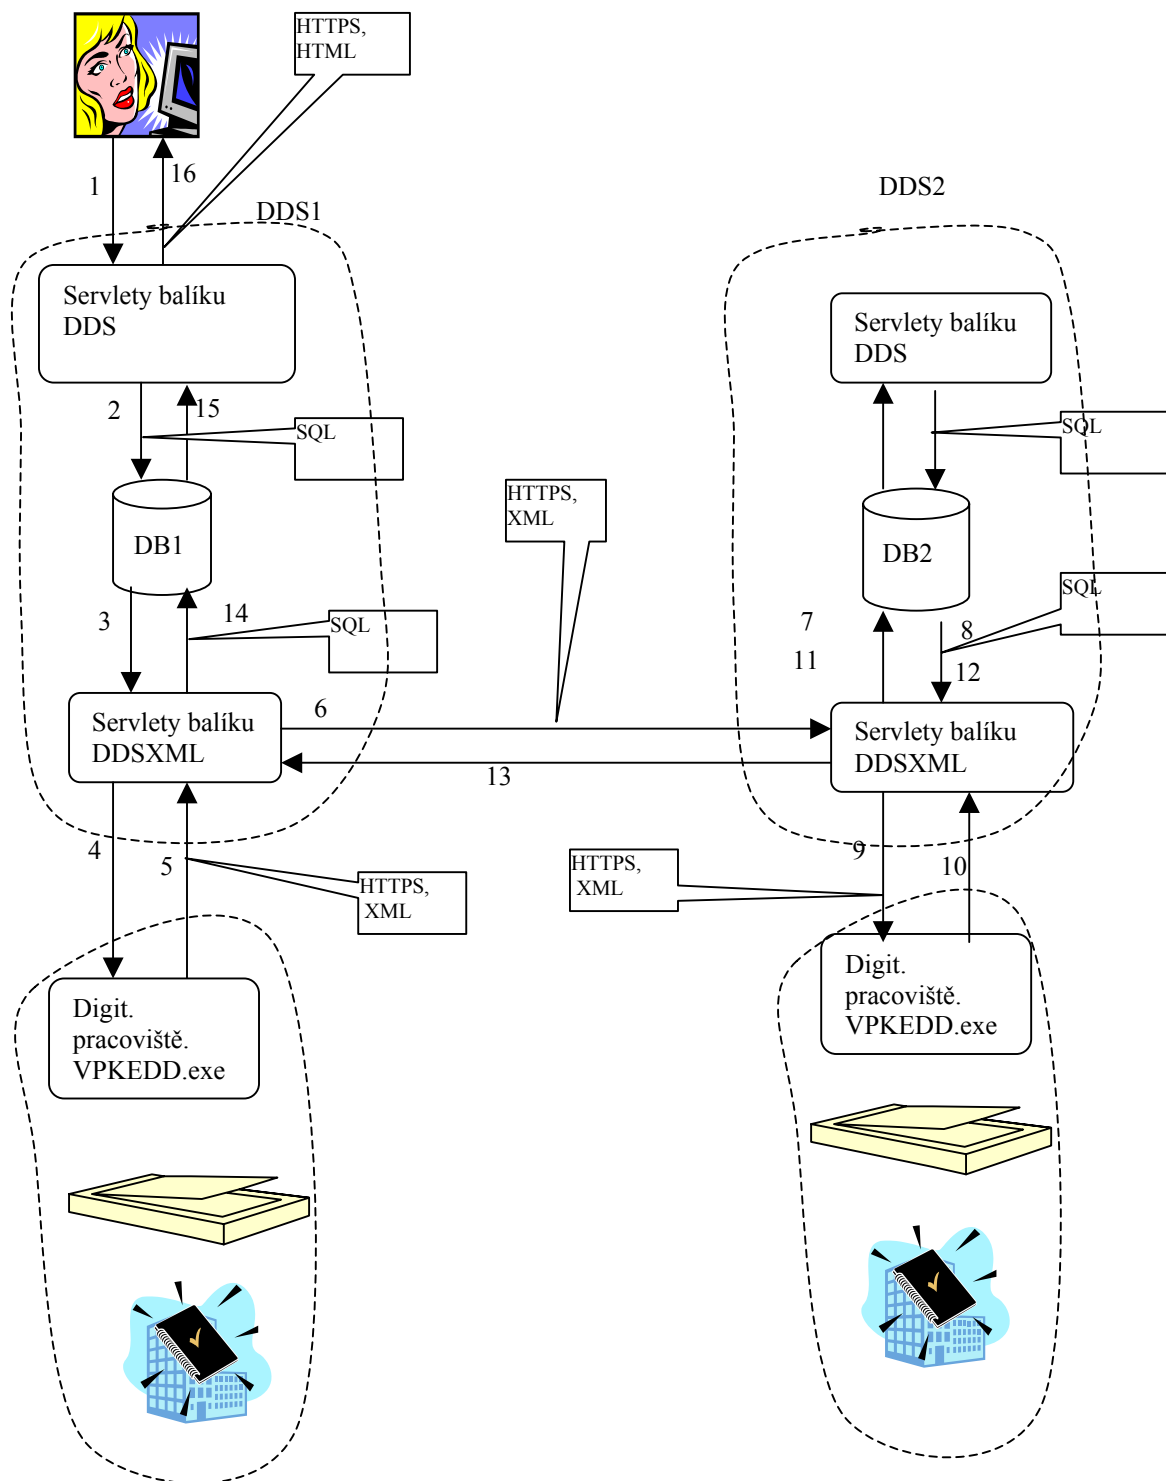 HTTPS,
HTML
1
16
DDS1
DDS2
Servlety balíku
DDS
Servlety balíku
DDS
2
15
SQL
SQL
HTTPS,
XML
DB1
DB2
3
14
SQL
SQL
7
8
11
12
Servlety balíku
DDSXML
6
13
Servlety balíku
DDSXML
4
5
HTTPS,
XML
HTTPS,
XML
9
10
Digit.
pracoviště.
VPKEDD.exe
Digit.
pracoviště.
VPKEDD.exe